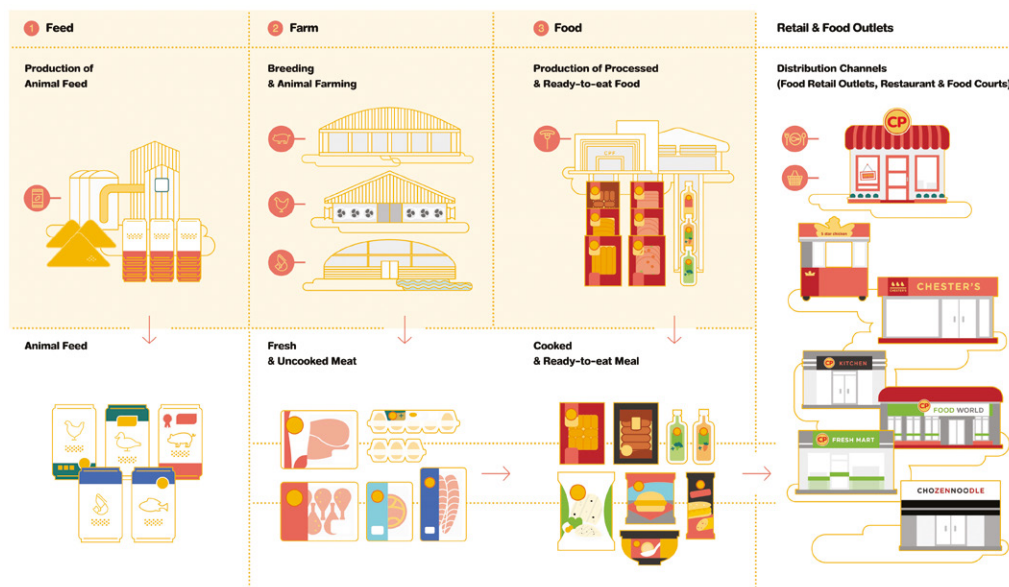 1 Feed
2 Farm
3 Food
Retail & Food Outlets
Production of
Animal Feed
Breeding
& Animal Farming
Production of Processed
& Ready-to-eat Food
Distribution Channels
(Food Retail Outlets, Restaurant & Food Courts)
CP
CPF
CHESTER'S
CP KITCHEN
CP FOOD WORLD
CP FRESH MART
CHOZENNOODLE
Animal Feed
Fresh
& Uncooked Meat
Cooked
& Ready-to-eat Meal